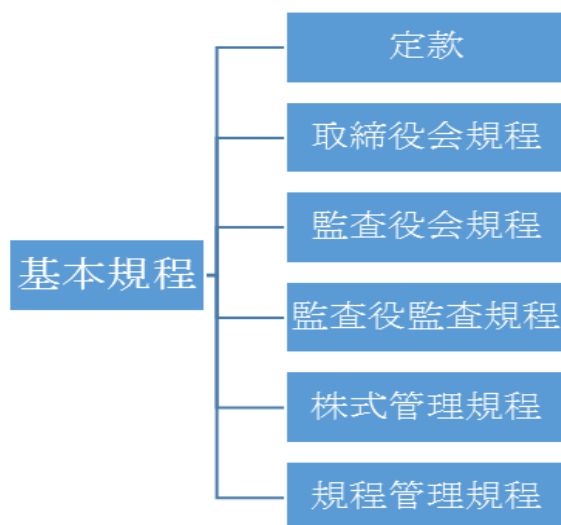 基本規程
定款
取締役会規程
監査役会規程
監査役監査規程
株式管理規程
規程管理規程